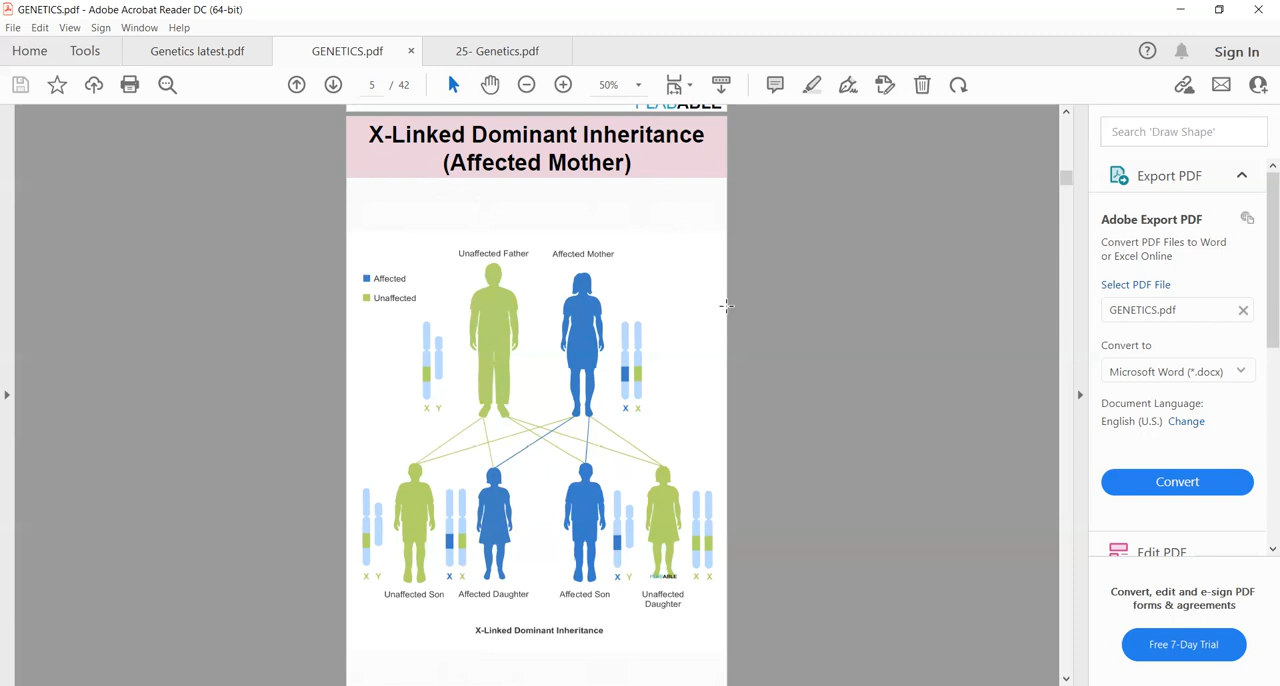 GENETICS.pdf - Adobe Acrobat Reader DC (64-bit)
File Edit View Sign Window Help
Home Tools Genetics latest.pdf GENETICS.pdf × 25- Genetics.pdf Sign In
5 / 42 50%
X-Linked Dominant Inheritance
(Affected Mother)
Unaffected Father Affected Mother
Affected
Unaffected
X Y X X
X Y X X X Y X X
Unaffected Son Affected Daughter Affected Son Unaffected
Daughter
X-Linked Dominant Inheritance
Search 'Draw Shape'
Export PDF
Adobe Export PDF
Convert PDF Files to Word
or Excel Online
Select PDF File
GENETICS.pdf
Convert to
Microsoft Word (*.docx)
Document Language:
English (U.S.) Change
Convert
Edit PDF
Convert, edit and e-sign PDF
forms & agreements
Free 7-Day Trial